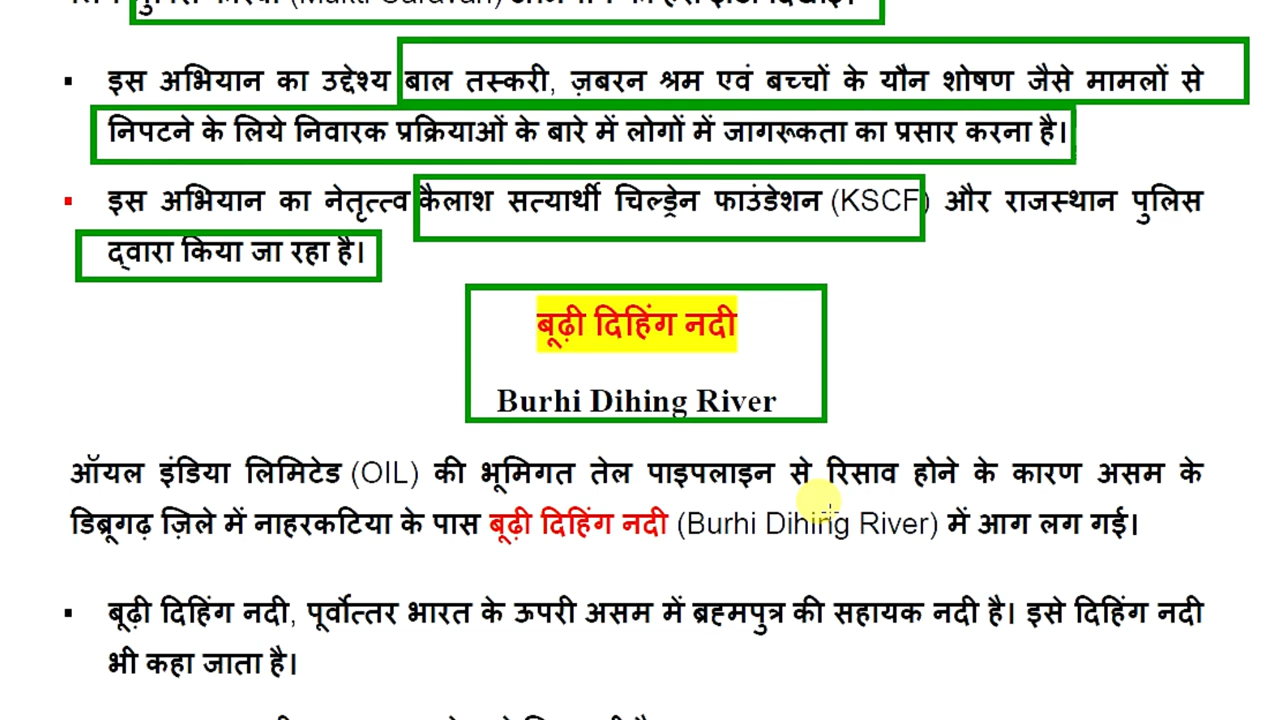 ▪ इस अभियान का उद्देश्य बाल तस्करी, ज़बरन श्रम एवं बच्चों के यौन शोषण जैसे मामलों से
निपटने के लिये निवारक प्रक्रियाओं के बारे में लोगों में जागरूकता का प्रसार करना है।
▪ इस अभियान का नेतृत्त्व कैलाश सत्यार्थी चिल्ड्रेन फाउंडेशन (KSCF) और राजस्थान पुलिस
द्वारा किया जा रहा है।
बूढ़ी दिहिंग नदी
Burhi Dihing River
ऑयल इंडिया लिमिटेड (OIL) की भूमिगत तेल पाइपलाइन से रिसाव होने के कारण असम के
डिब्रूगढ़ ज़िले में नाहरकटिया के पास बूढ़ी दिहिंग नदी (Burhi Dihing River) में आग लग गई।
▪ बूढ़ी दिहिंग नदी, पूर्वोत्तर भारत के ऊपरी असम में ब्रह्मपुत्र की सहायक नदी है। इसे दिहिंग नदी
भी कहा जाता है।